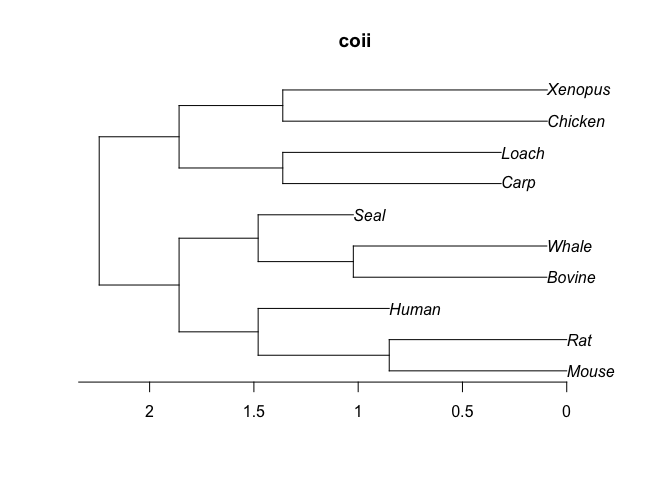 coii
Xenopus
Chicken
Loach
Carp
Seal
Whale
Bovine
Human
Rat
Mouse
2 1.5 1 0.5 0